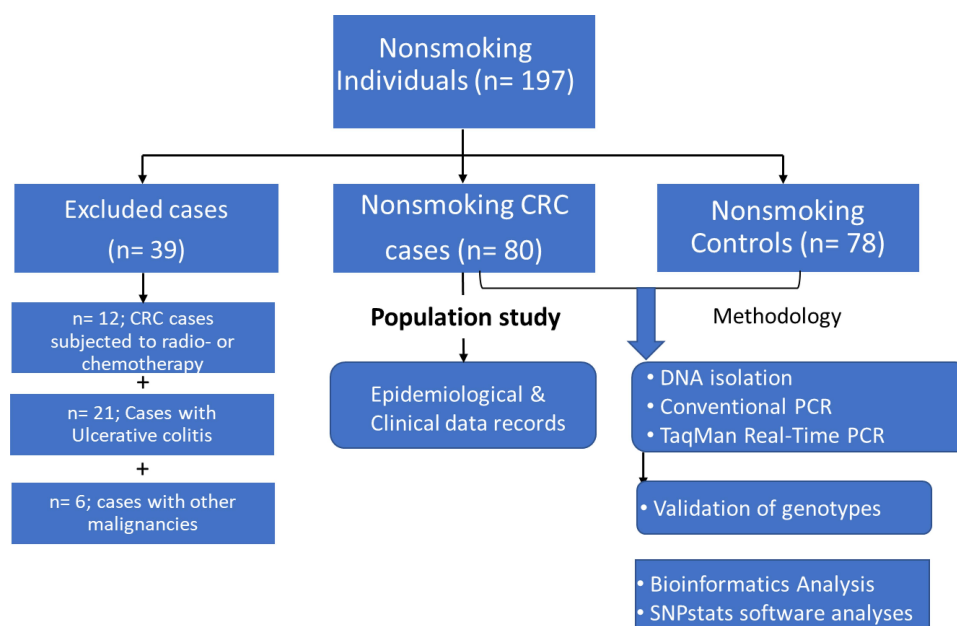 Nonsmoking
Individuals (n= 197)
Excluded cases
(n= 39)
Nonsmoking CRC
cases (n= 80)
Nonsmoking
Controls (n= 78)
n= 12; CRC cases
subjected to radio- or
chemotherapy
+
n= 21; Cases with
Ulcerative colitis
+
n= 6; cases with other
malignancies
Population study
Epidemiological &
Clinical data records
Methodology
• DNA isolation
• Conventional PCR
• TaqMan Real-Time PCR
• Validation of genotypes
• Bioinformatics Analysis
• SNPstats software analyses